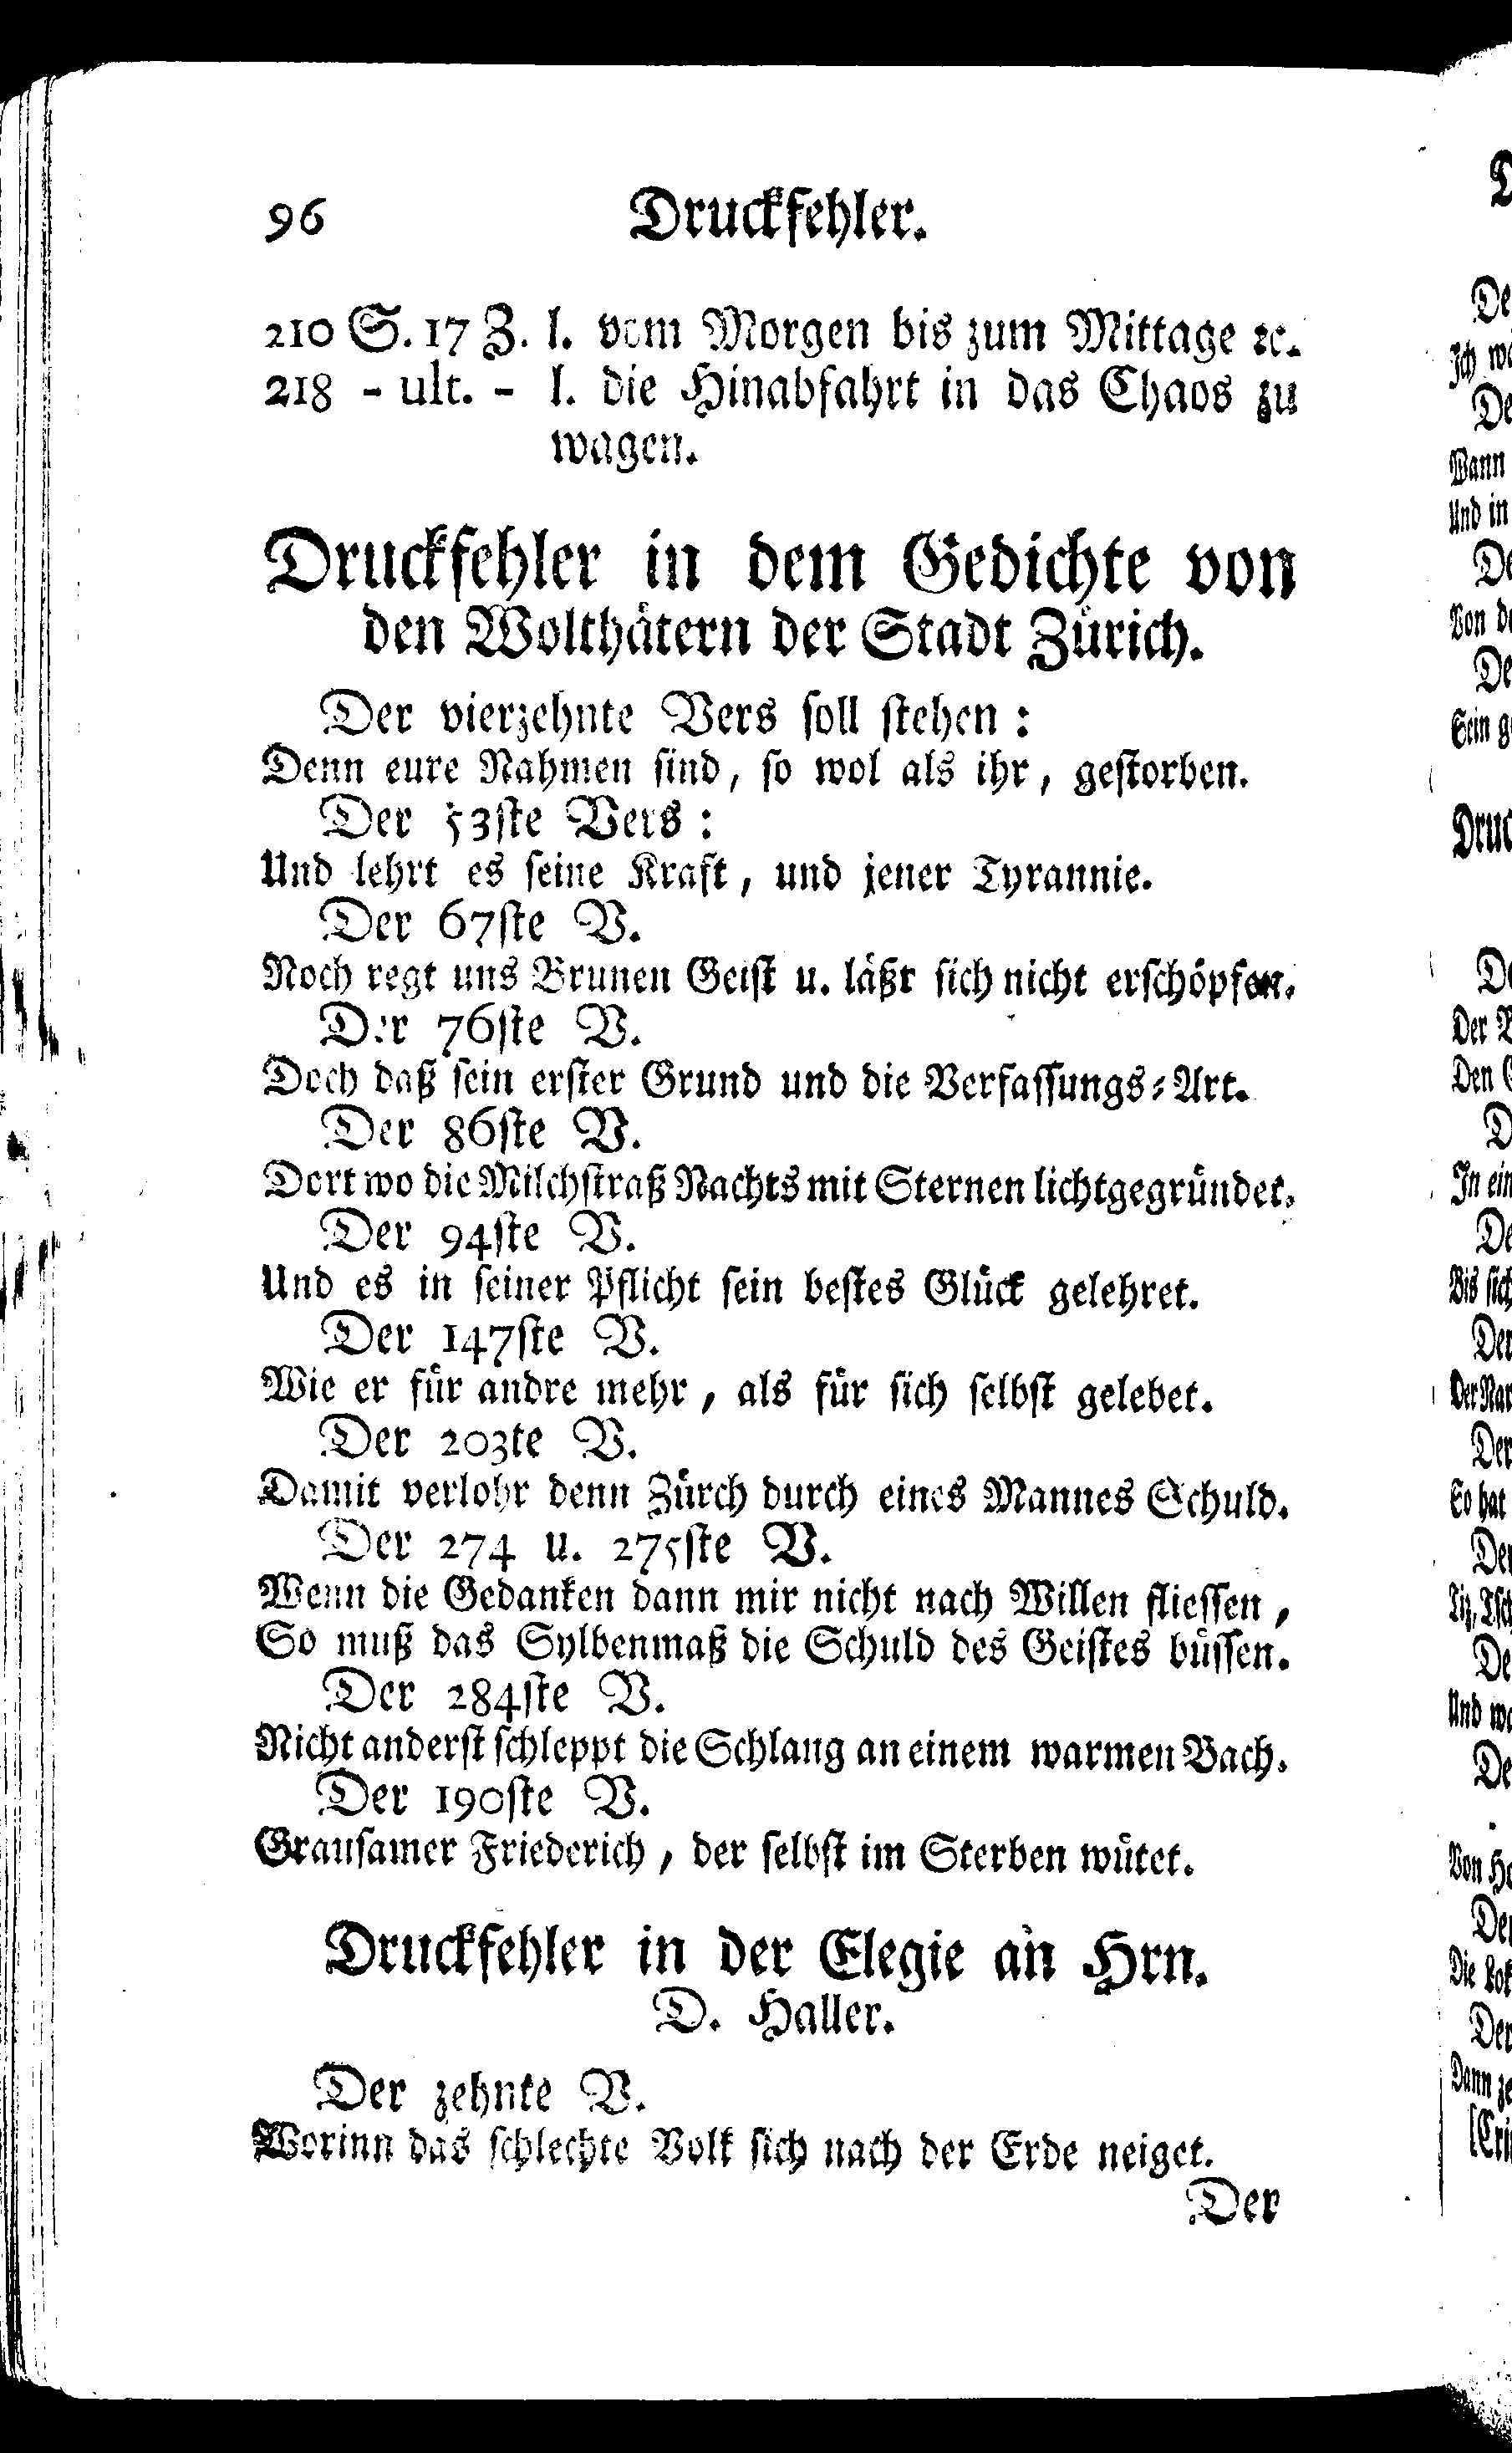 96 Druckfehler.
210 S. 17 Z. l. vom Morgen bis zum Mittage ꝛc.
218 - ult. - l. die Hinabfahrt in das Chaos zu
wagen.
Druckfehler in dem Gedichte von
den Wolthätern der Stadt Zürich.
Der vierzehnte Vers soll stehen :
Denn eure Nahmen sind, so wol als ihr, gestorben.
Der 53ste Vers :
Und lehrt es seine Kraft, und jener Tyrannie.
Der 67ste V.
Noch regt uns Brunen Geist u. läßr sich nicht erschöpfen.
Der 76ste V.
Doch daß sein erster Grund und die Verfassungs-Art.
Der 86ste V.
Dort wo die Milchstraß Nachts mit Sternen licht gegründet.
Der 94ste V.
Und es in seiner Pflicht sein bestes Glück gelehret.
Der 147ste V.
Wie er für andre mehr, als für sich selbst gelebet.
Der 203te V.
Damit verlohr denn Zürch durch eines Mannes Schuld.
Der 274 u. 275ste V.
Wenn die Gedanken dann mir nicht nach Willen fliessen,
So muß das Sylbenmaß die Schuld des Geistes büssen.
Der 284ste V.
Nicht anderst schleppt die Schlang an einem warmen Bach.
Der 190ste V.
Grausamer Friederich, der selbst im Sterben wütet.
Druckfehler in der Elegie an Hrn.
D. Haller.
Der zehnte V.
Worinn das schlechte Volk sich nach der Erde neiget.
Der